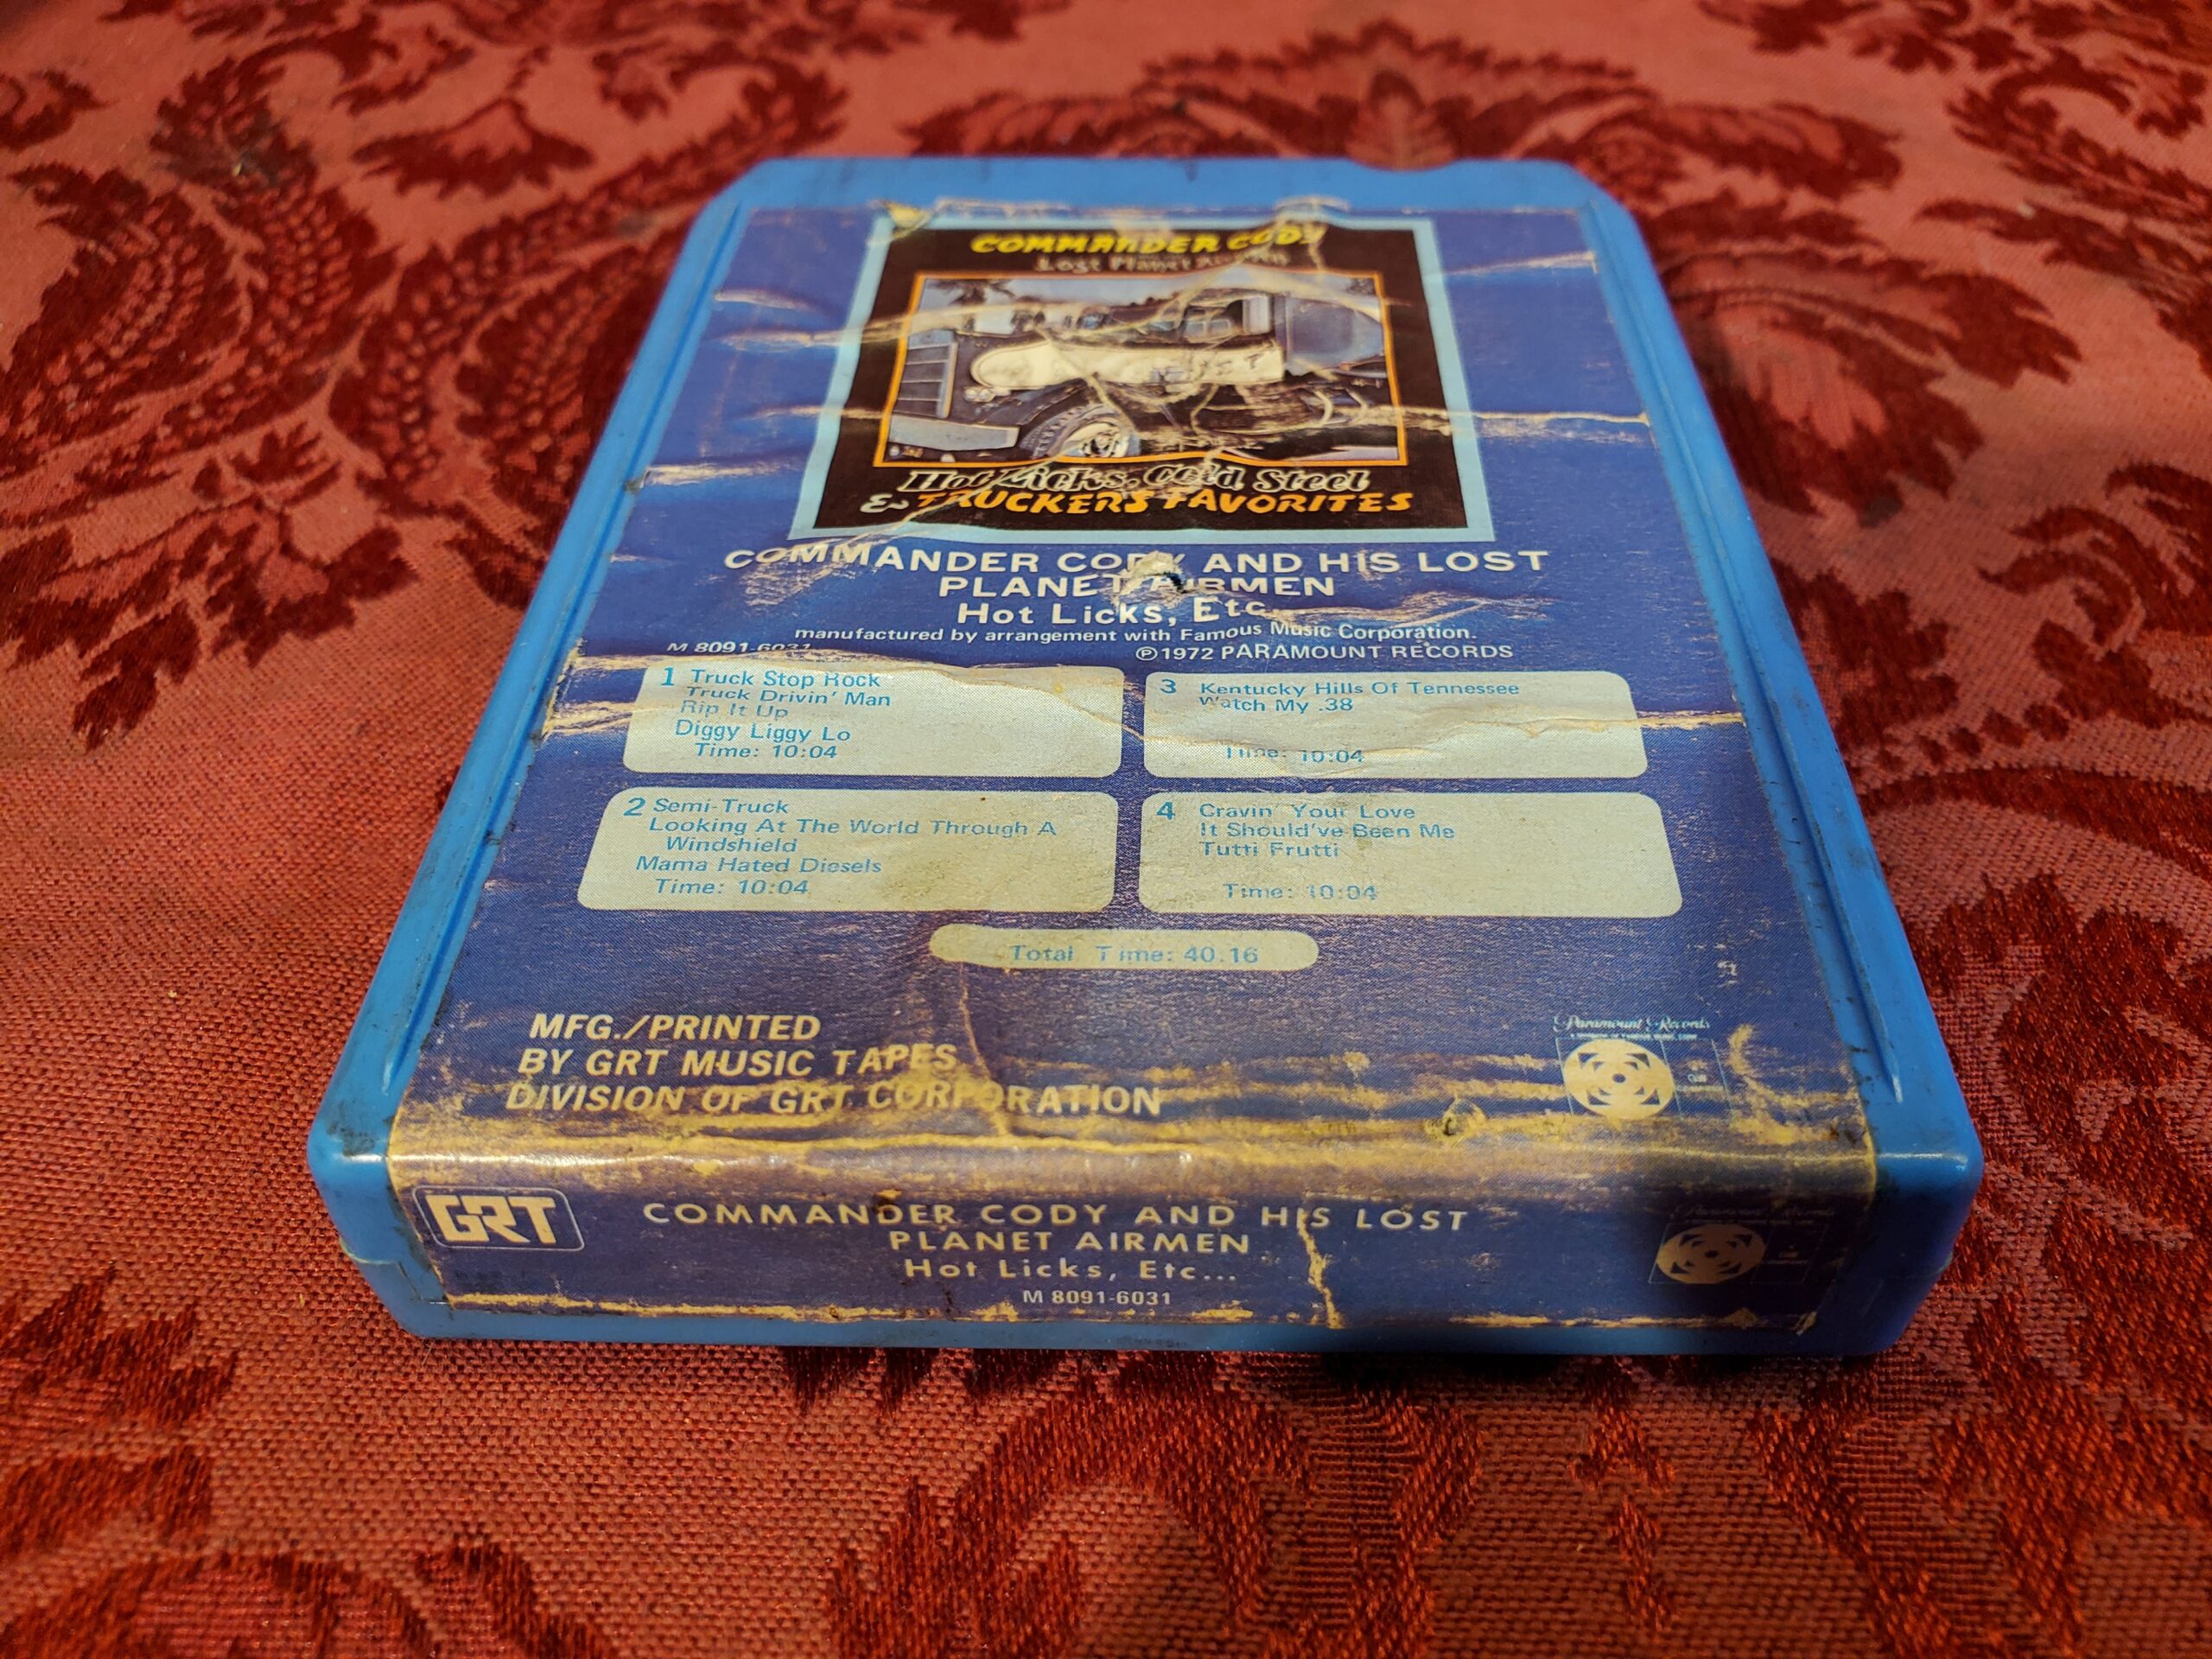 COMMANDER CODY
Lost Planet Airmen
Hot Licks, Cold Steel
& TRUCKERS FAVORITES
COMMANDER CODY AND HIS LOST
PLANET AIRMEN
Hot Licks, Etc...
manufactured by arrangement with Famous Music Corporation.
M 8091-6031
℗1972 PARAMOUNT RECORDS
1 Truck Stop Rock
Truck Drivin' Man
Rip It Up
Diggy Liggy Lo
Time: 10:04
2 Semi-Truck
Looking At The World Through A
Windshield
Mama Hated Diesels
Time: 10:04
3 Kentucky Hills Of Tennessee
Watch My .38
Time: 10:04
4 Cravin' Your Love
It Should've Been Me
Tutti Frutti
Time: 10:04
Total Time: 40.16
MFG./PRINTED
BY GRT MUSIC TAPES
DIVISION OF GRT CORPORATION
Paramount Records
GRT
COMMANDER CODY AND HIS LOST
PLANET AIRMEN
Hot Licks, Etc...
M 8091-6031